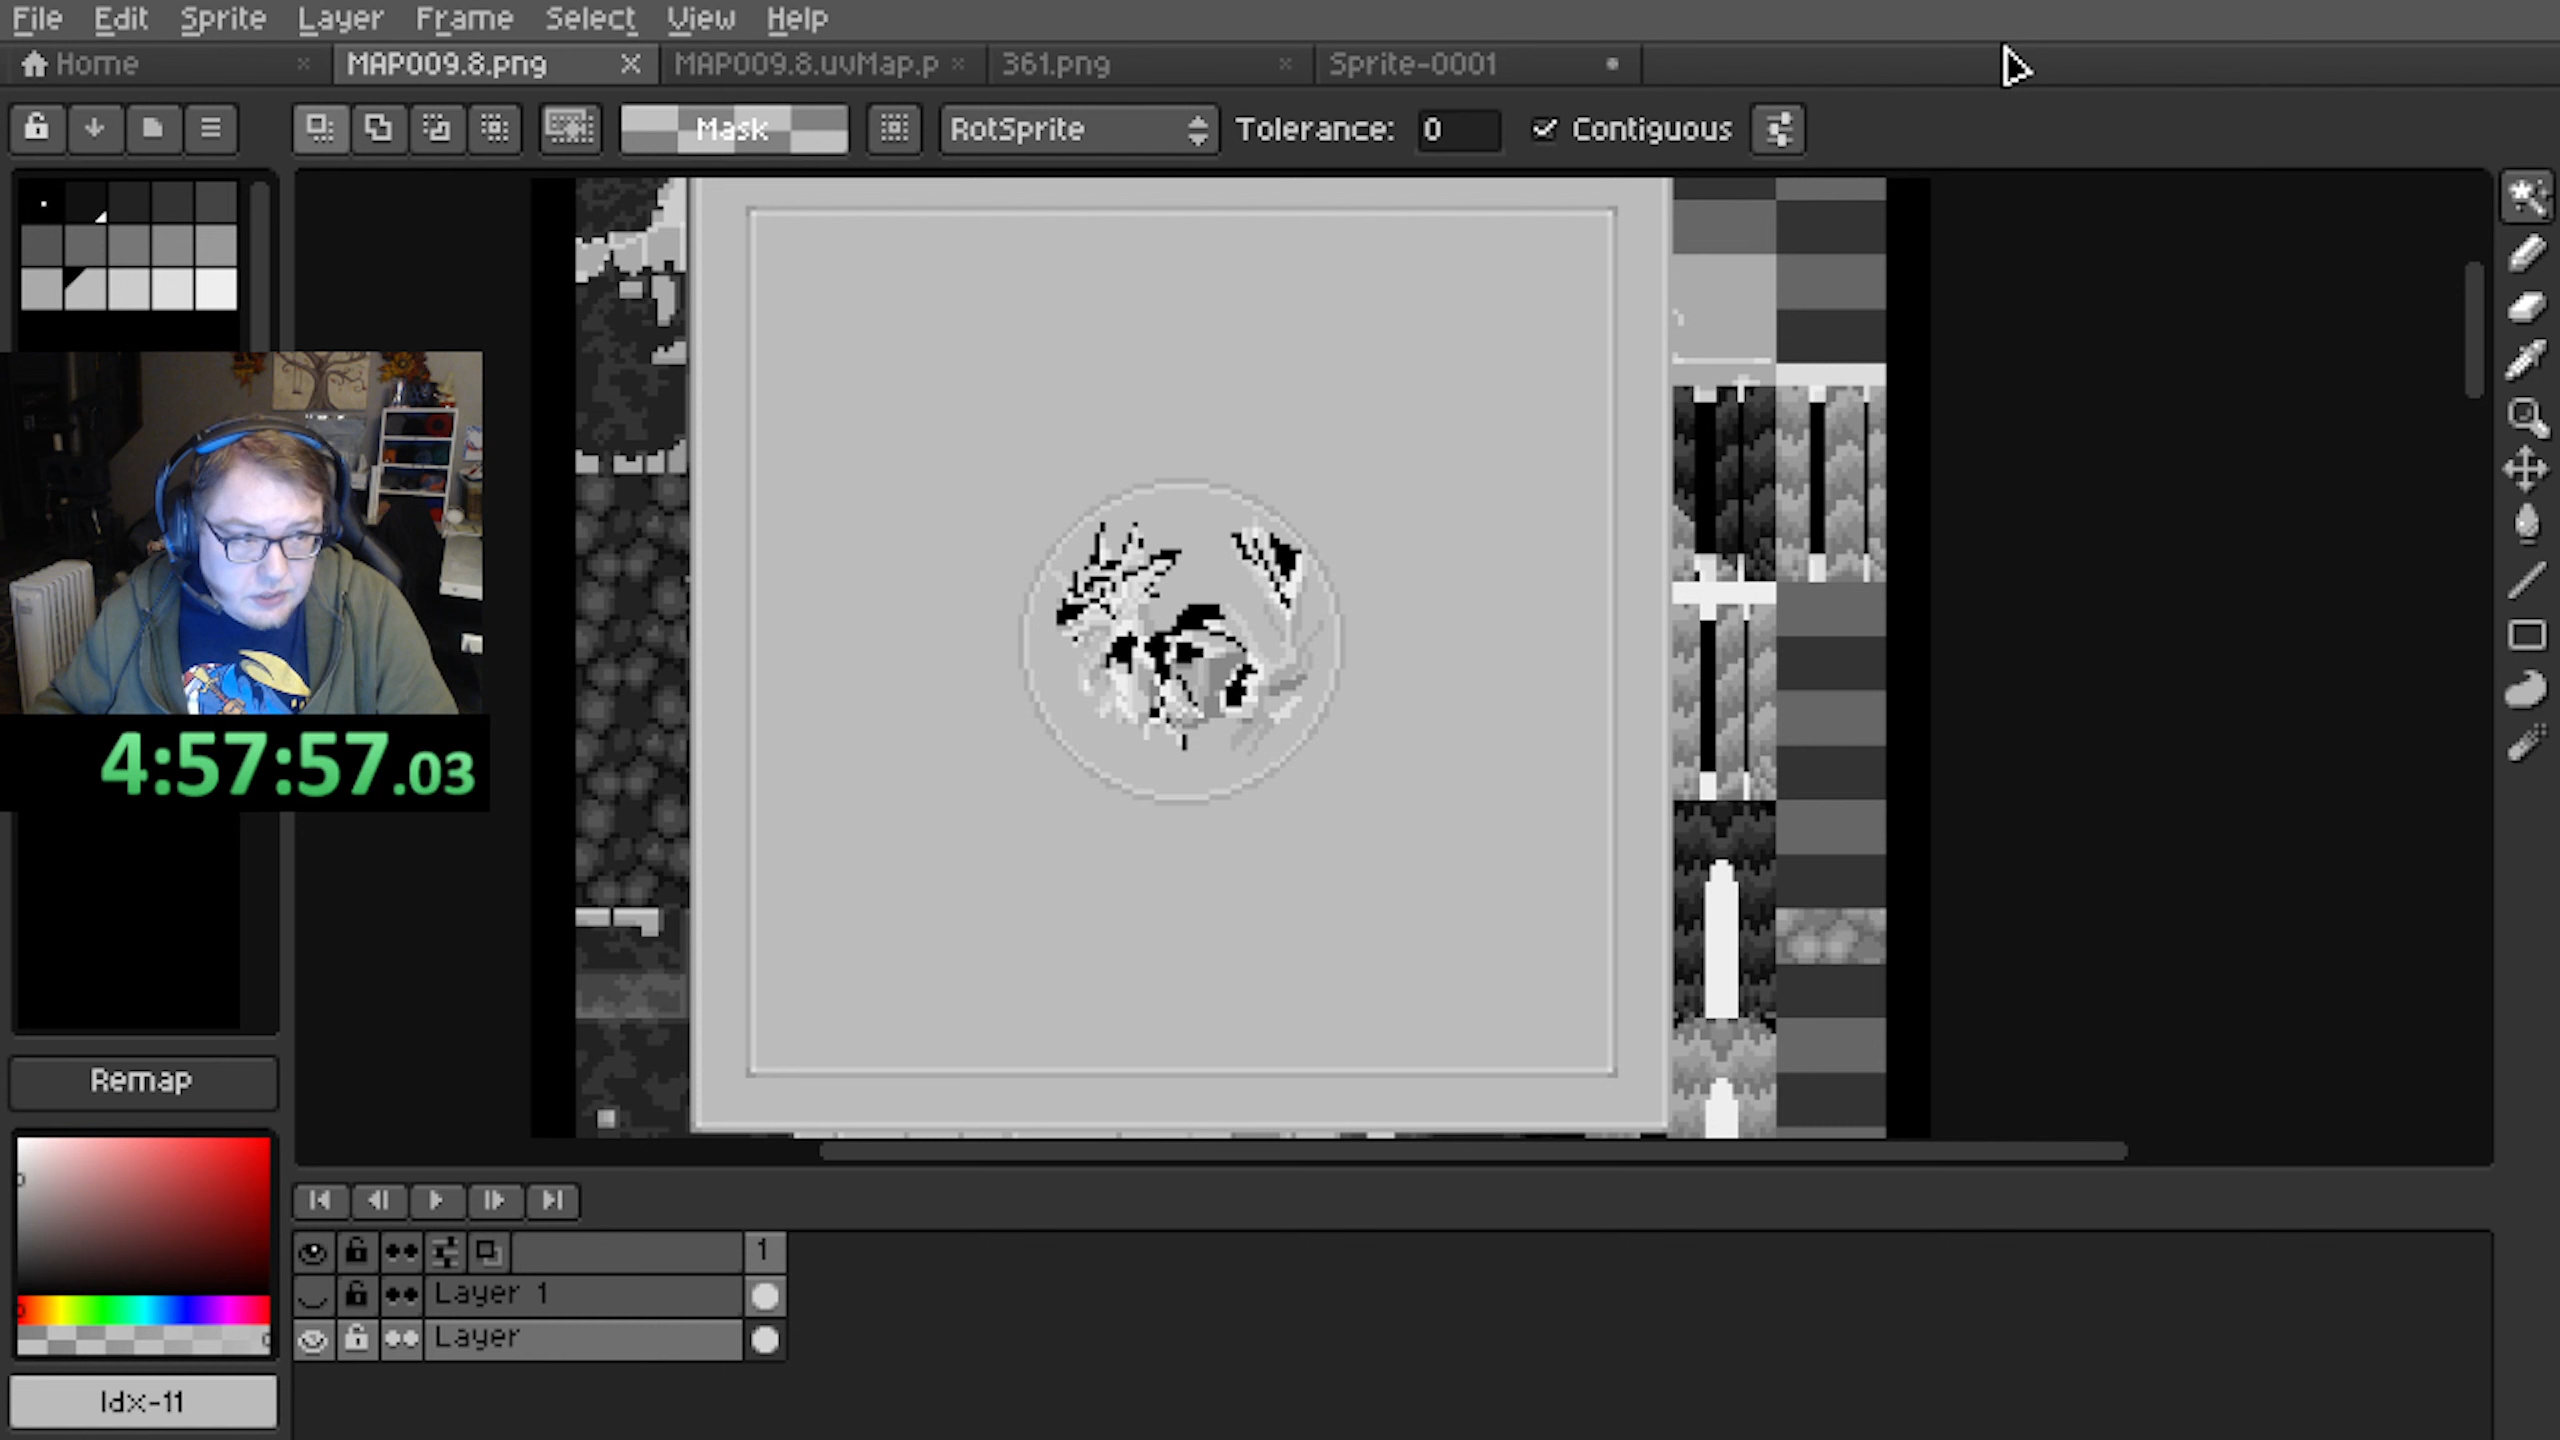 File Edit Sprite Layer Frame Select View Help
Home MAP009.8.png MAP009.8.uvMap.p 361.png Sprite-0001
Mask RotSprite Tolerance: 0 Contiguous
4:57:57.03
Remap
1
Layer 1
Layer
Idx-11